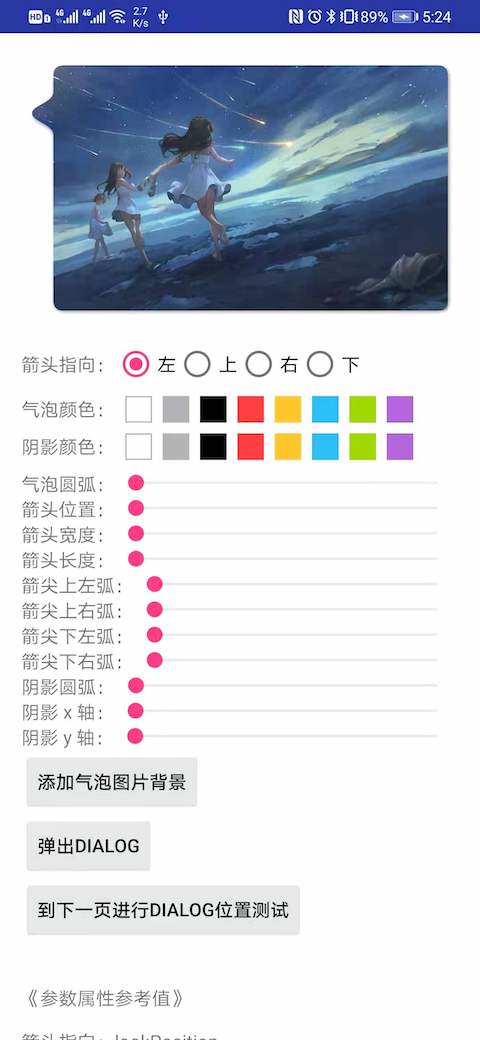 HD 4G 4G 2.7 K/s 89% 5:24
箭头指向： 左 上 右 下
气泡颜色：
阴影颜色：
气泡圆弧：
箭头位置：
箭头宽度：
箭头长度：
箭尖上左弧：
箭尖上右弧：
箭尖下左弧：
箭尖下右弧：
阴影圆弧：
阴影 x 轴：
阴影 y 轴：
添加气泡图片背景
弹出DIALOG
到下一页进行DIALOG位置测试
《参数属性参考值》
箭头指向：lookPosition